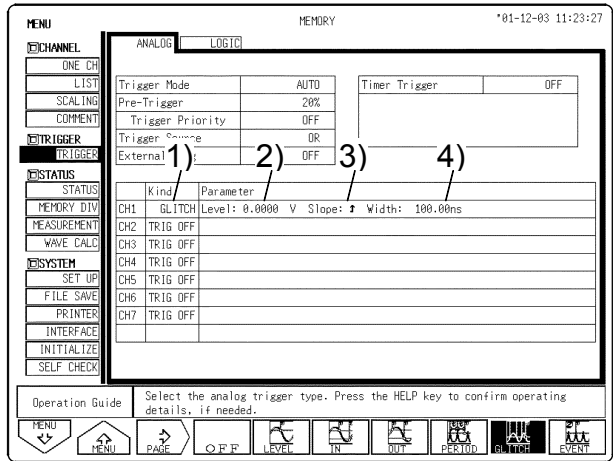 MENU
MEMORY
'01-12-03 11:23:27
CHANNEL
ONE CH
LIST
SCALING
COMMENT
TRIGGER
TRIGGER
STATUS
STATUS
MEMORY DIV
MEASUREMENT
WAVE CALC
SYSTEM
SET UP
FILE SAVE
PRINTER
INTERFACE
INITIALIZE
SELF CHECK
ANALOG LOGIC
Trigger Mode AUTO
Pre-Trigger 20%
Trigger Priority OFF
Trigger Source OR
External OFF
Timer Trigger OFF
1) 2) 3) 4)
Kind Parameter
CH1 GLITCH Level: 0.0000 V Slope: ↥ Width: 100.00ns
CH2 TRIG OFF
CH3 TRIG OFF
CH4 TRIG OFF
CH5 TRIG OFF
CH6 TRIG OFF
CH7 TRIG OFF
Operation Guide
Select the analog trigger type. Press the HELP key to confirm operating
details, if needed.
MENU MENU PAGE OFF LEVEL IN OUT PERIOD GLITCH EVENT